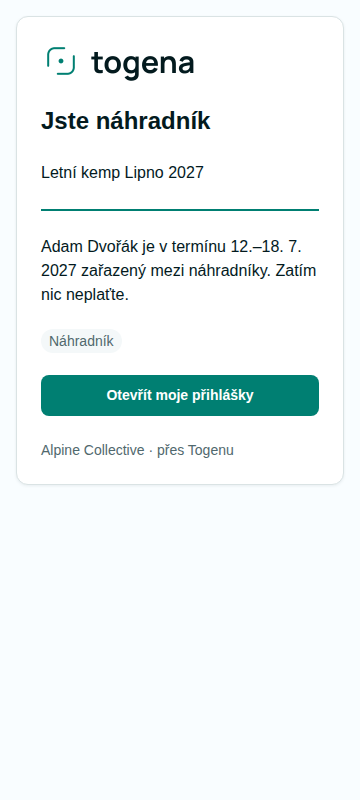 togena
Jste náhradník
Letní kemp Lipno 2027
Adam Dvořák je v termínu 12.–18. 7.
2027 zařazený mezi náhradníky. Zatím
nic neplaťte.
Náhradník
Otevřít moje přihlášky
Alpine Collective · přes Togenu